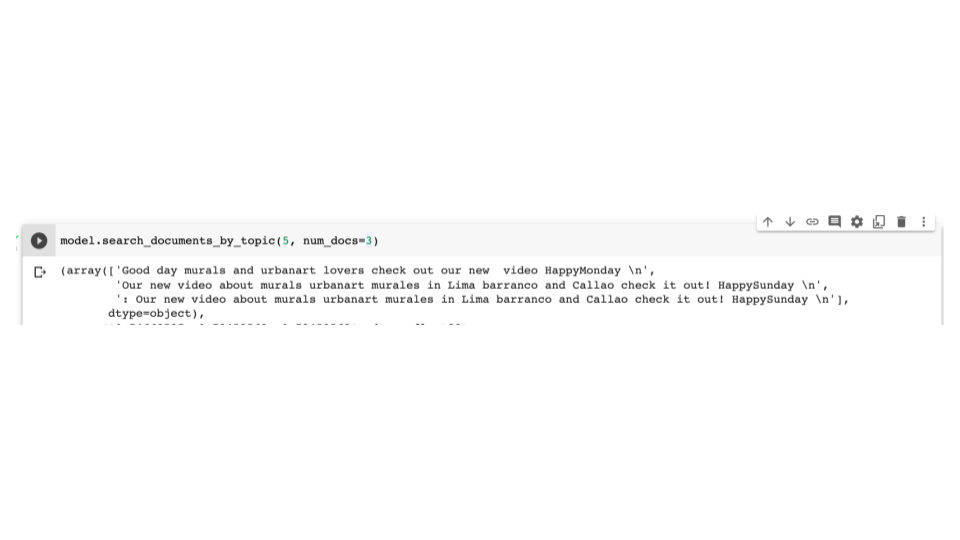 model.search_documents_by_topic(5, num_docs=3)
(array(['Good day murals and urbanart lovers check out our new  video HappyMonday \n',
'Our new video about murals urbanart murales in Lima barranco and Callao check it out! HappySunday \n',
': Our new video about murals urbanart murales in Lima barranco and Callao check it out! HappySunday \n'],
dtype=object),